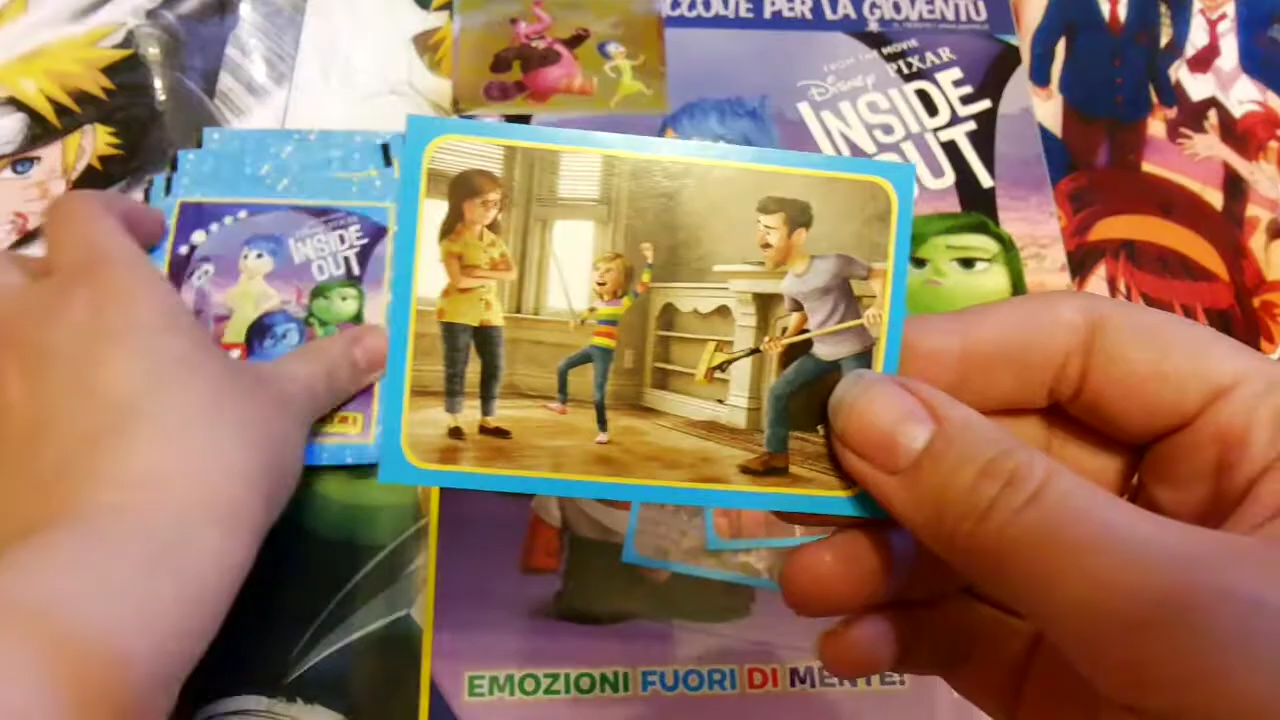 CCOLTE PER LA GIOVENTÙ
FROM THE MOVIE
Disney PIXAR
INSIDE
OUT
INSIDE
OUT
EMOZIONI FUORI DI MENTE!